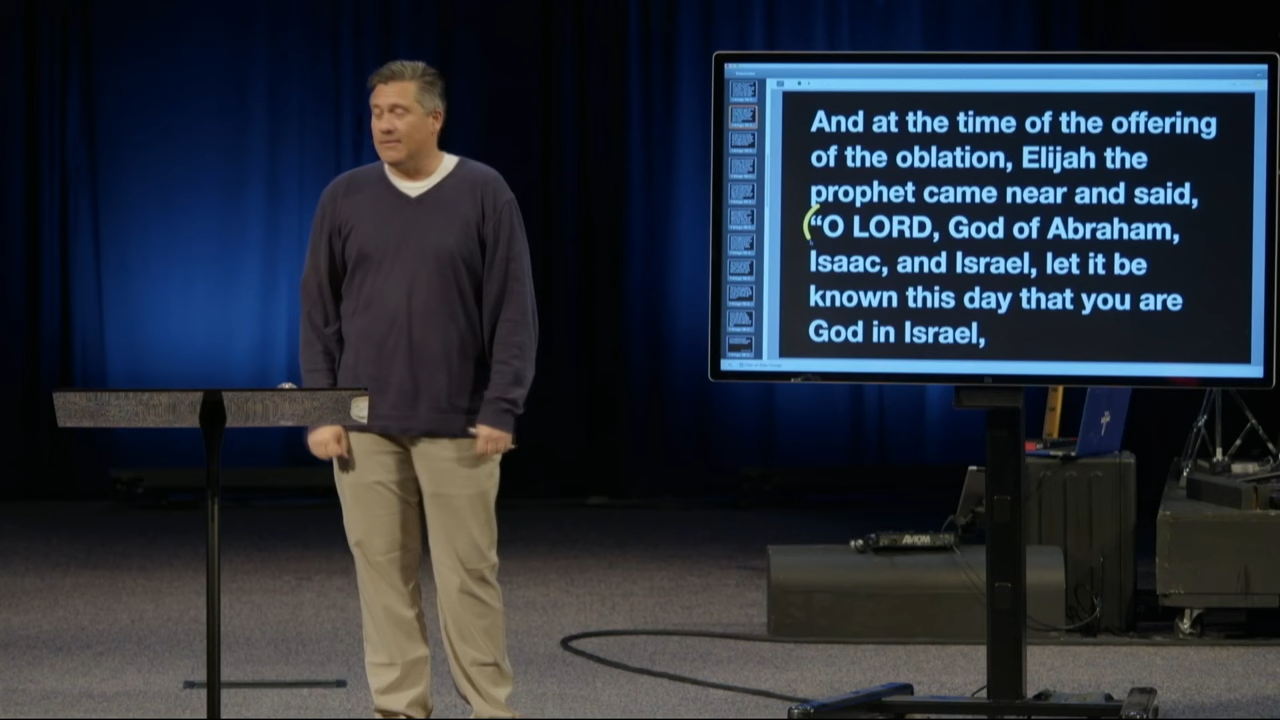 And at the time of the offering
of the oblation, Elijah the
prophet came near and said,
“O LORD, God of Abraham,
Isaac, and Israel, let it be
known this day that you are
God in Israel,
AVIOM